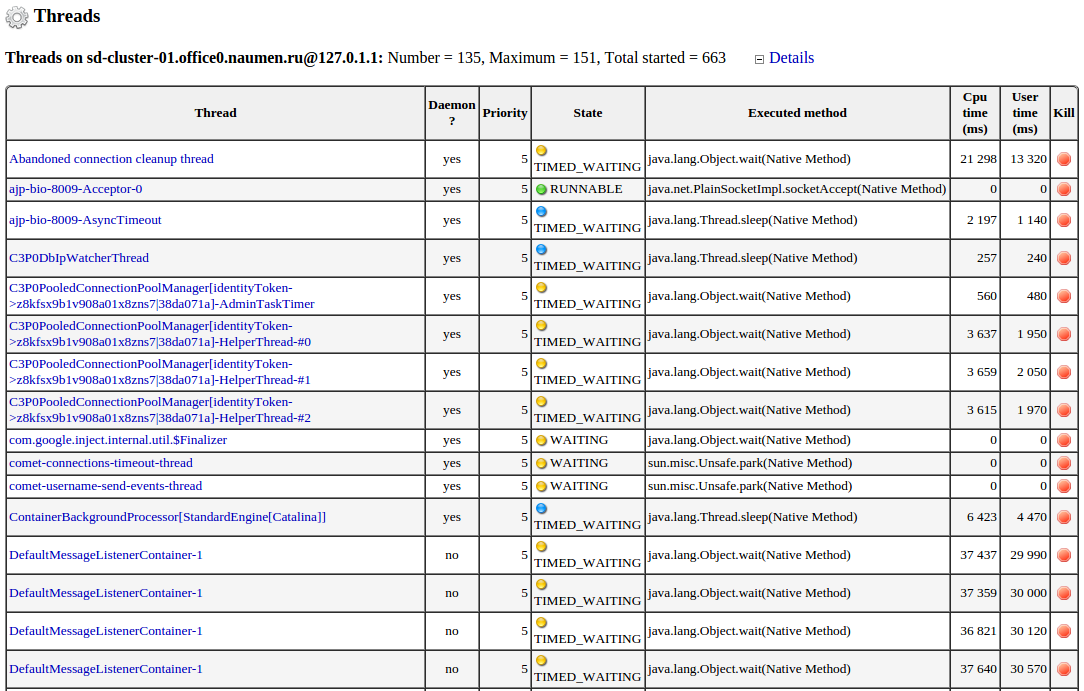 Threads
Threads on sd-cluster-01.office0.naumen.ru@127.0.1.1: Number = 135, Maximum = 151, Total started = 663 Details
Thread Daemon ? Priority State Executed method Cpu time (ms) User time (ms) Kill
Abandoned connection cleanup thread yes 5 TIMED_WAITING java.lang.Object.wait(Native Method) 21 298 13 320
ajp-bio-8009-Acceptor-0 yes 5 RUNNABLE java.net.PlainSocketImpl.socketAccept(Native Method) 0 0
ajp-bio-8009-AsyncTimeout yes 5 TIMED_WAITING java.lang.Thread.sleep(Native Method) 2 197 1 140
C3P0DbIpWatcherThread yes 5 TIMED_WAITING java.lang.Thread.sleep(Native Method) 257 240
C3P0PooledConnectionPoolManager[identityToken-
>z8kfsx9b1v908a01x8zns7|38da071a]-AdminTaskTimer yes 5 TIMED_WAITING java.lang.Object.wait(Native Method) 560 480
C3P0PooledConnectionPoolManager[identityToken-
>z8kfsx9b1v908a01x8zns7|38da071a]-HelperThread-#0 yes 5 TIMED_WAITING java.lang.Object.wait(Native Method) 3 637 1 950
C3P0PooledConnectionPoolManager[identityToken-
>z8kfsx9b1v908a01x8zns7|38da071a]-HelperThread-#1 yes 5 TIMED_WAITING java.lang.Object.wait(Native Method) 3 659 2 050
C3P0PooledConnectionPoolManager[identityToken-
>z8kfsx9b1v908a01x8zns7|38da071a]-HelperThread-#2 yes 5 TIMED_WAITING java.lang.Object.wait(Native Method) 3 615 1 970
com.google.inject.internal.util.$Finalizer yes 5 WAITING java.lang.Object.wait(Native Method) 0 0
comet-connections-timeout-thread yes 5 WAITING sun.misc.Unsafe.park(Native Method) 0 0
comet-username-send-events-thread yes 5 WAITING sun.misc.Unsafe.park(Native Method) 0 0
ContainerBackgroundProcessor[StandardEngine[Catalina]] yes 5 TIMED_WAITING java.lang.Thread.sleep(Native Method) 6 423 4 470
DefaultMessageListenerContainer-1 no 5 TIMED_WAITING java.lang.Object.wait(Native Method) 37 437 29 990
DefaultMessageListenerContainer-1 no 5 TIMED_WAITING java.lang.Object.wait(Native Method) 37 359 30 000
DefaultMessageListenerContainer-1 no 5 TIMED_WAITING java.lang.Object.wait(Native Method) 36 821 30 120
DefaultMessageListenerContainer-1 no 5 TIMED_WAITING java.lang.Object.wait(Native Method) 37 640 30 570